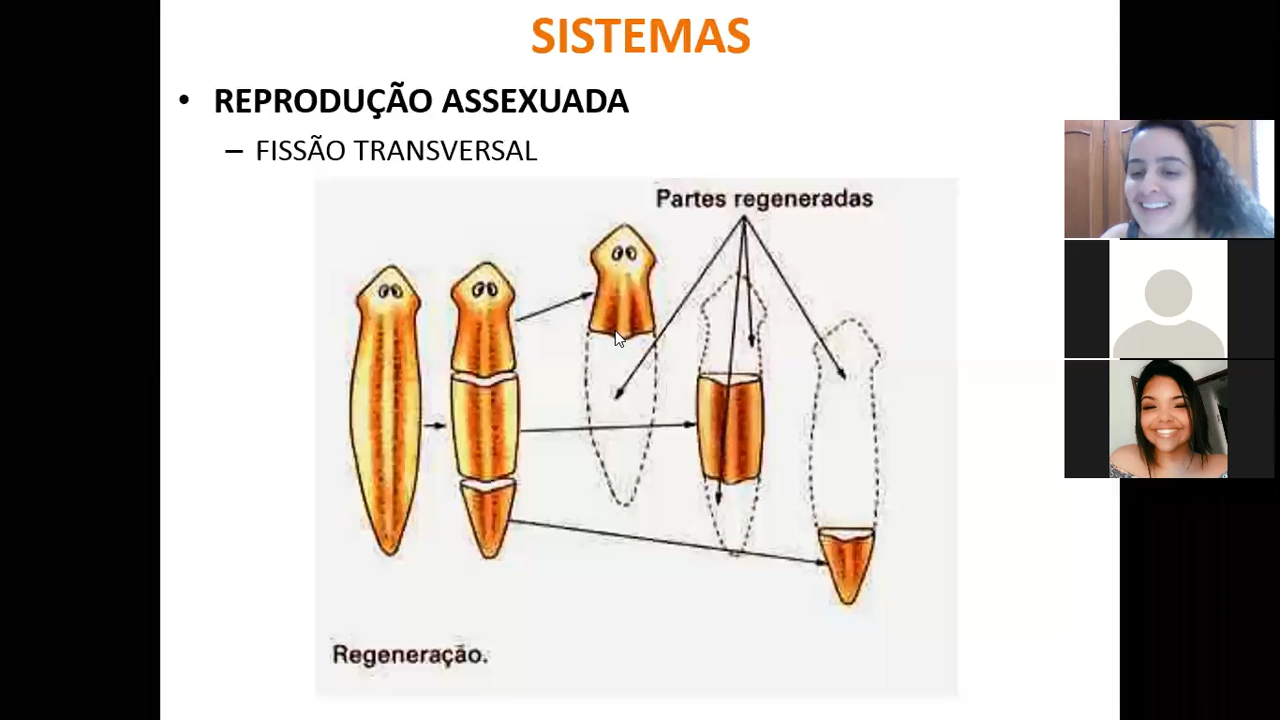 SISTEMAS
• REPRODUÇÃO ASSEXUADA
– FISSÃO TRANSVERSAL
Partes regeneradas
Regeneração.